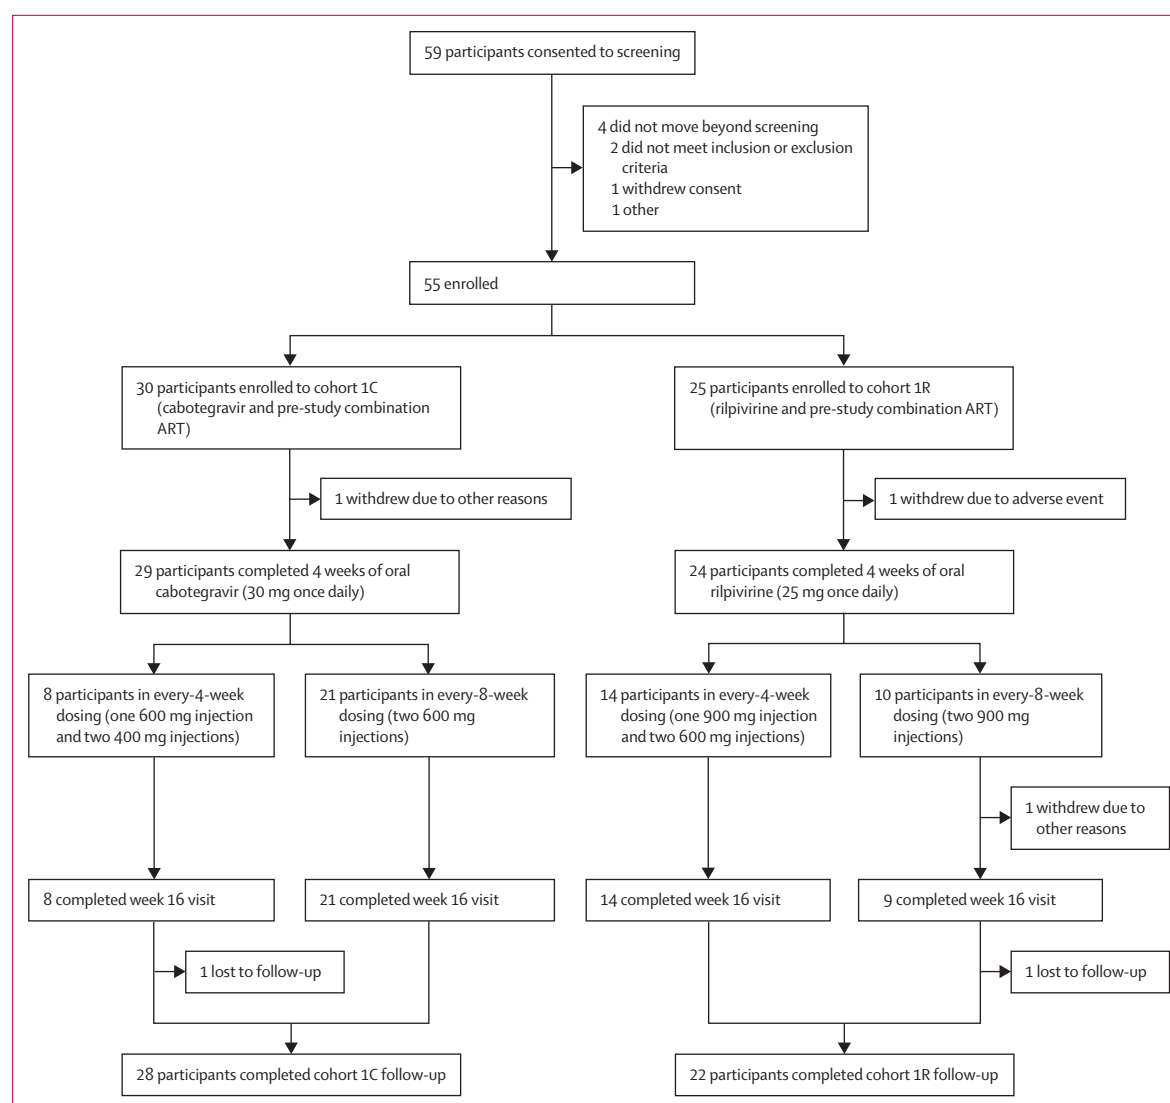 59 participants consented to screening
4 did not move beyond screening
2 did not meet inclusion or exclusion
criteria
1 withdrew consent
1 other
55 enrolled
30 participants enrolled to cohort 1C
(cabotegravir and pre-study combination
ART)
25 participants enrolled to cohort 1R
(rilpivirine and pre-study combination ART)
1 withdrew due to other reasons
1 withdrew due to adverse event
29 participants completed 4 weeks of oral
cabotegravir (30 mg once daily)
24 participants completed 4 weeks of oral
rilpivirine (25 mg once daily)
8 participants in every-4-week
dosing (one 600 mg injection
and two 400 mg injections)
21 participants in every-8-week
dosing (two 600 mg
injections)
14 participants in every-4-week
dosing (one 900 mg injection
and two 600 mg injections)
10 participants in every-8-week
dosing (two 900 mg
injections)
1 withdrew due to
other reasons
8 completed week 16 visit
21 completed week 16 visit
14 completed week 16 visit
9 completed week 16 visit
1 lost to follow-up
1 lost to follow-up
28 participants completed cohort 1C follow-up
22 participants completed cohort 1R follow-up